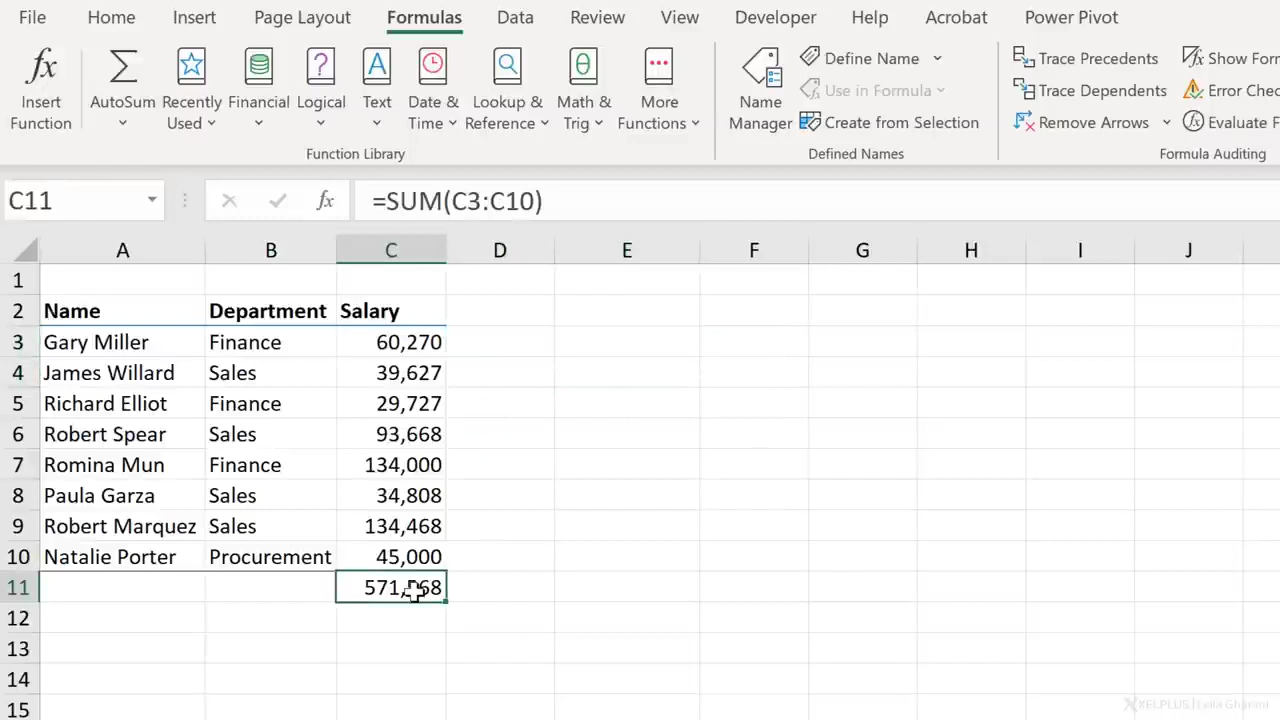 File Home Insert Page Layout Formulas Data Review View Developer Help Acrobat Power Pivot
fx Insert Function
AutoSum
Recently Used
Financial
Logical
Text
Date & Time
Lookup & Reference
Math & Trig
More Functions
Function Library
Name Manager
Define Name
Use in Formula
Create from Selection
Defined Names
Trace Precedents
Trace Dependents
Remove Arrows
Show For
Error Chec
Evaluate F
Formula Auditing
C11 fx =SUM(C3:C10)
A B C D E F G H I J
1
2 Name Department Salary
3 Gary Miller Finance 60,270
4 James Willard Sales 39,627
5 Richard Elliot Finance 29,727
6 Robert Spear Sales 93,668
7 Romina Mun Finance 134,000
8 Paula Garza Sales 34,808
9 Robert Marquez Sales 134,468
10 Natalie Porter Procurement 45,000
11
12
13
14
15
XELPLUS | Leila Gharani